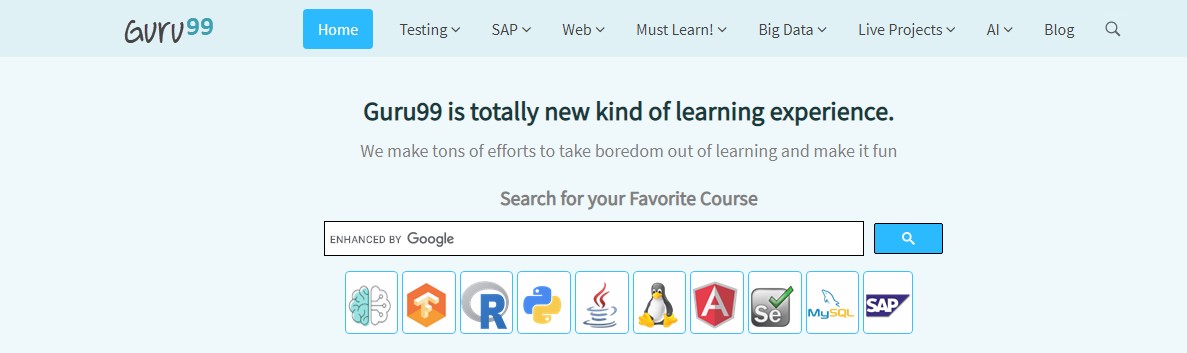 Guru99
Home Testing SAP Web Must Learn! Big Data Live Projects AI Blog
Guru99 is totally new kind of learning experience.
We make tons of efforts to take boredom out of learning and make it fun
Search for your Favorite Course
ENHANCED BY Google
R Se MySQL SAP